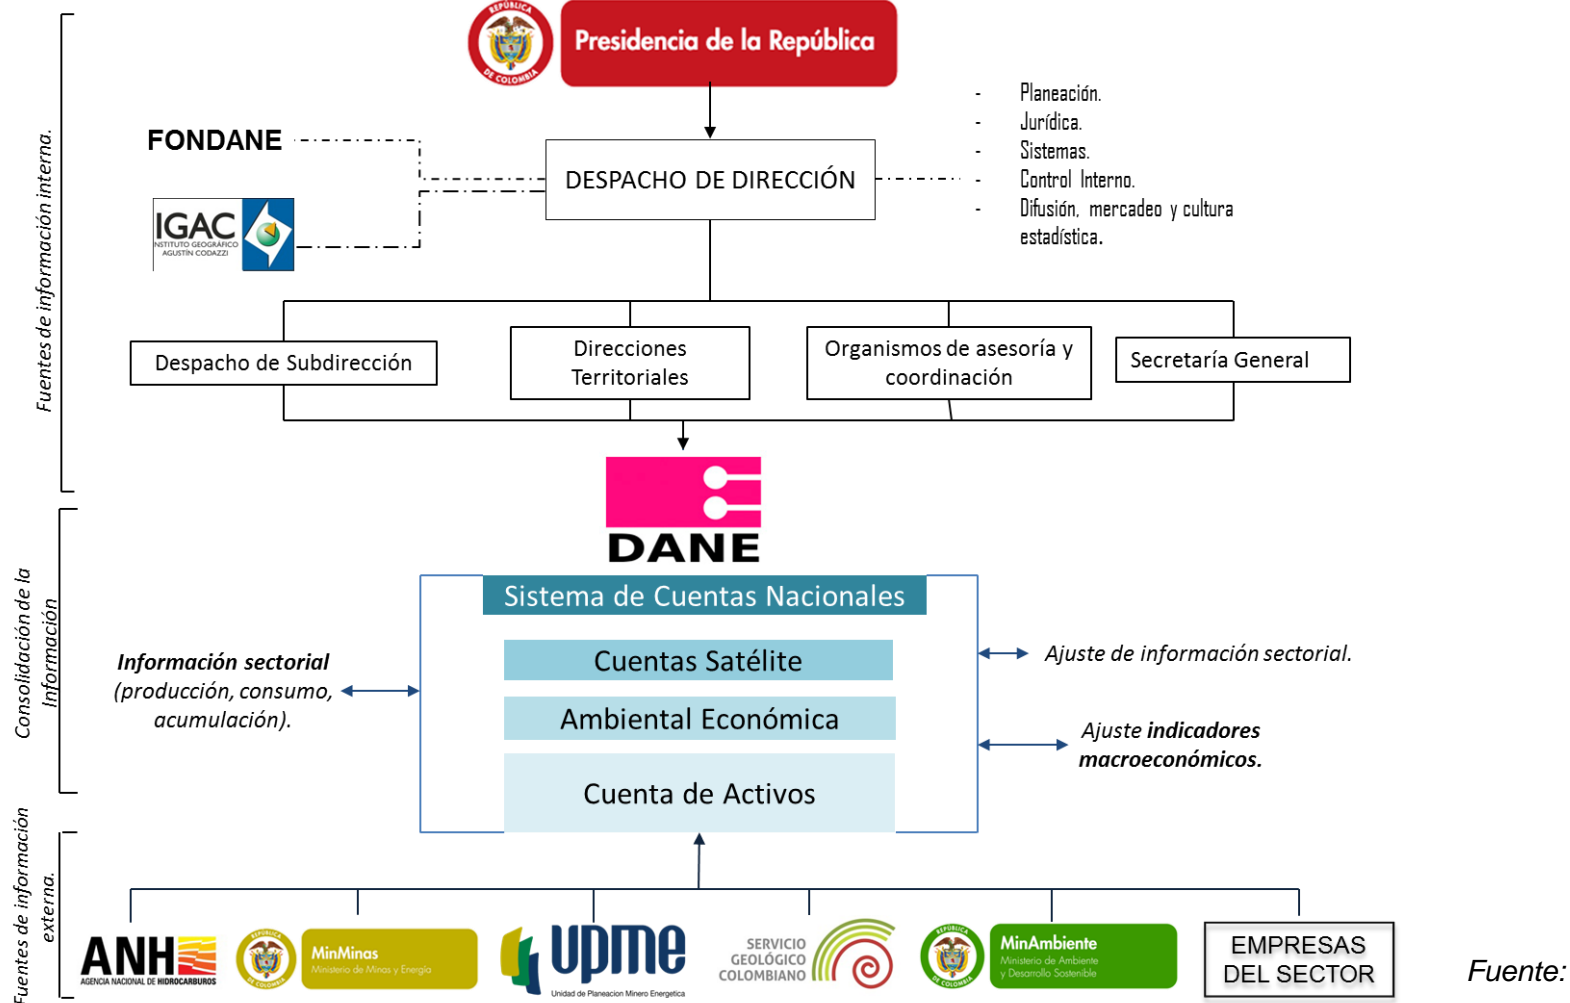 REPÚBLICA
DE COLOMBIA
Presidencia de la República
Fuentes de información interna.
FONDANE
IGAC
INSTITUTO GEOGRÁFICO
AGUSTÍN CODAZZI
DESPACHO DE DIRECCIÓN
- Planeación.
- Jurídica.
- Sistemas.
- Control Interno.
- Difusión, mercadeo y cultura
estadística.
Despacho de Subdirección
Direcciones
Territoriales
Organismos de asesoría y
coordinación
Secretaría General
DANE
Consolidación de la
Información
Sistema de Cuentas Nacionales
Cuentas Satélite
Ambiental Económica
Cuenta de Activos
Información sectorial
(producción, consumo,
acumulación).
Ajuste de información sectorial.
Ajuste indicadores
macroeconómicos.
Fuentes de información
externa.
ANH
AGENCIA NACIONAL DE HIDROCARBUROS
MinMinas
Ministerio de Minas y Energía
upme
Unidad de Planeacion Minero Energetica
SERVICIO
GEOLÓGICO
COLOMBIANO
MinAmbiente
Ministerio de Ambiente
y Desarrollo Sostenible
EMPRESAS
DEL SECTOR
Fuente: